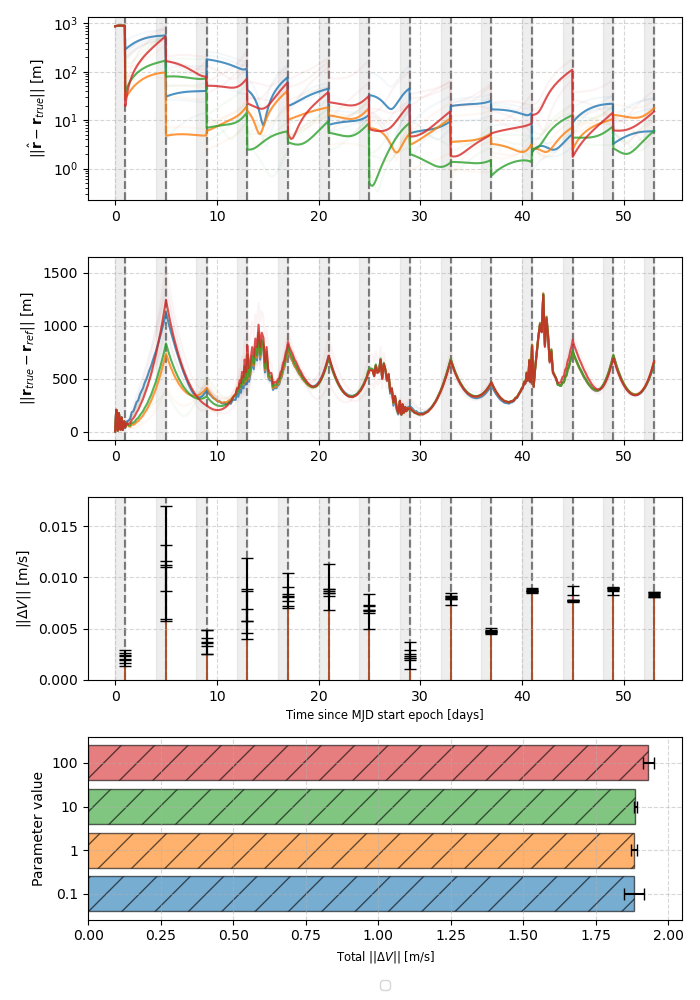 ||r̂ − r_true|| [m]
10³
10²
10¹
10⁰
0 10 20 30 40 50
||r_true − r_ref|| [m]
1500
1000
500
0
0 10 20 30 40 50
||ΔV|| [m/s]
0.015
0.010
0.005
0.000
0 10 20 30 40 50
Time since MJD start epoch [days]
Parameter value
100
10
1
0.1
0.00 0.25 0.50 0.75 1.00 1.25 1.50 1.75 2.00
Total ||ΔV|| [m/s]